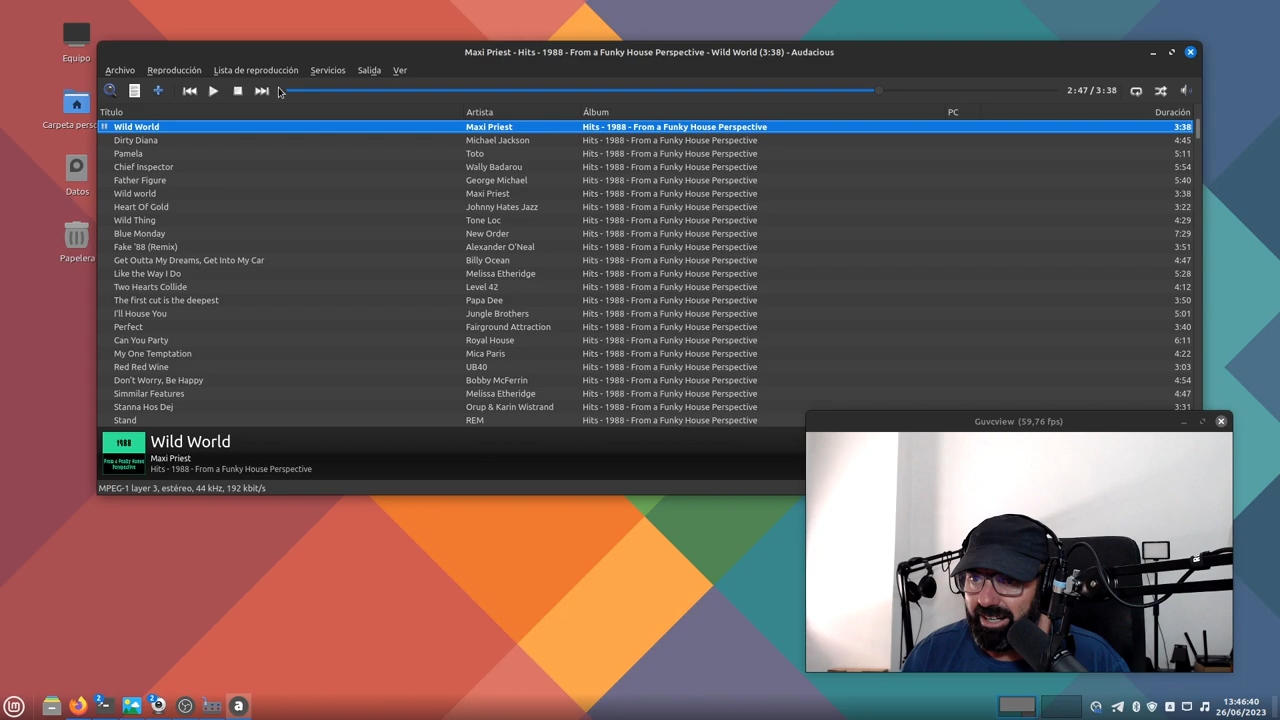 Equipo
Carpeta perso
Datos
Papelera
Maxi Priest - Hits - 1988 - From a Funky House Perspective - Wild World (3:38) - Audacious
Archivo Reproducción Lista de reproducción Servicios Salida Ver
2:47 / 3:38
Título Artista Álbum PC Duración
Wild World Maxi Priest Hits - 1988 - From a Funky House Perspective 3:38
Dirty Diana Michael Jackson Hits - 1988 - From a Funky House Perspective 4:45
Pamela Toto Hits - 1988 - From a Funky House Perspective 5:11
Chief Inspector Wally Badarou Hits - 1988 - From a Funky House Perspective 5:54
Father Figure George Michael Hits - 1988 - From a Funky House Perspective 5:40
Wild world Maxi Priest Hits - 1988 - From a Funky House Perspective 3:38
Heart Of Gold Johnny Hates Jazz Hits - 1988 - From a Funky House Perspective 3:22
Wild Thing Tone Loc Hits - 1988 - From a Funky House Perspective 4:29
Blue Monday New Order Hits - 1988 - From a Funky House Perspective 7:29
Fake '88 (Remix) Alexander O'Neal Hits - 1988 - From a Funky House Perspective 3:51
Get Outta My Dreams, Get Into My Car Billy Ocean Hits - 1988 - From a Funky House Perspective 4:47
Like the Way I Do Melissa Etheridge Hits - 1988 - From a Funky House Perspective 5:28
Two Hearts Collide Level 42 Hits - 1988 - From a Funky House Perspective 4:12
The first cut is the deepest Papa Dee Hits - 1988 - From a Funky House Perspective 3:50
I'll House You Jungle Brothers Hits - 1988 - From a Funky House Perspective 5:01
Perfect Fairground Attraction Hits - 1988 - From a Funky House Perspective 3:40
Can You Party Royal House Hits - 1988 - From a Funky House Perspective 6:11
My One Temptation Mica Paris Hits - 1988 - From a Funky House Perspective 4:22
Red Red Wine UB40 Hits - 1988 - From a Funky House Perspective 3:03
Don't Worry, Be Happy Bobby McFerrin Hits - 1988 - From a Funky House Perspective 4:54
Simmilar Features Melissa Etheridge Hits - 1988 - From a Funky House Perspective 4:47
Stanna Hos Dej Orup & Karin Wistrand Hits - 1988 - From a Funky House Perspective 3:31
Stand REM Hits - 1988 - From a Funky House Perspective
Guvcview (59,76 fps)
1988
From a Funky House
Perspective
Wild World
Maxi Priest
Hits - 1988 - From a Funky House Perspective
MPEG-1 layer 3, estéreo, 44 kHz, 192 kbit/s
2
2
a
13:46:40
26/06/2023